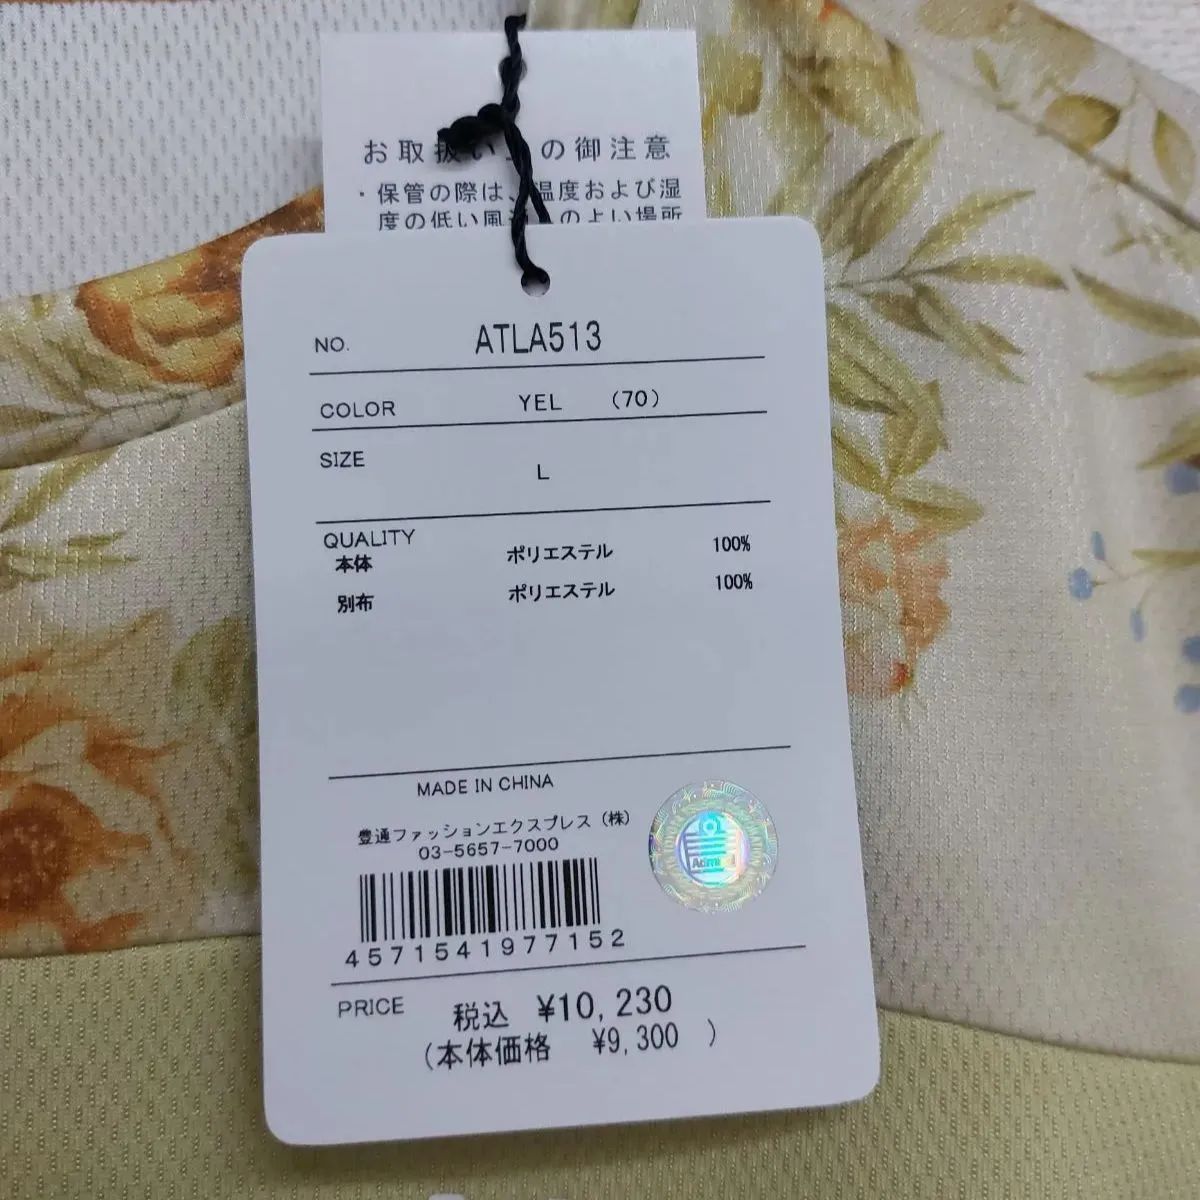 お取扱い上の御注意
・保管の際は、温度および湿
度の低い風通しのよい場所
NO. ATLA513
COLOR YEL (70)
SIZE L
QUALITY
本体 ポリエステル 100%
別布 ポリエステル 100%
MADE IN CHINA
豊通ファッションエクスプレス（株）
03-5657-7000
Admiral
4571541977152
PRICE 税込 ¥10,230
(本体価格 ¥9,300 )